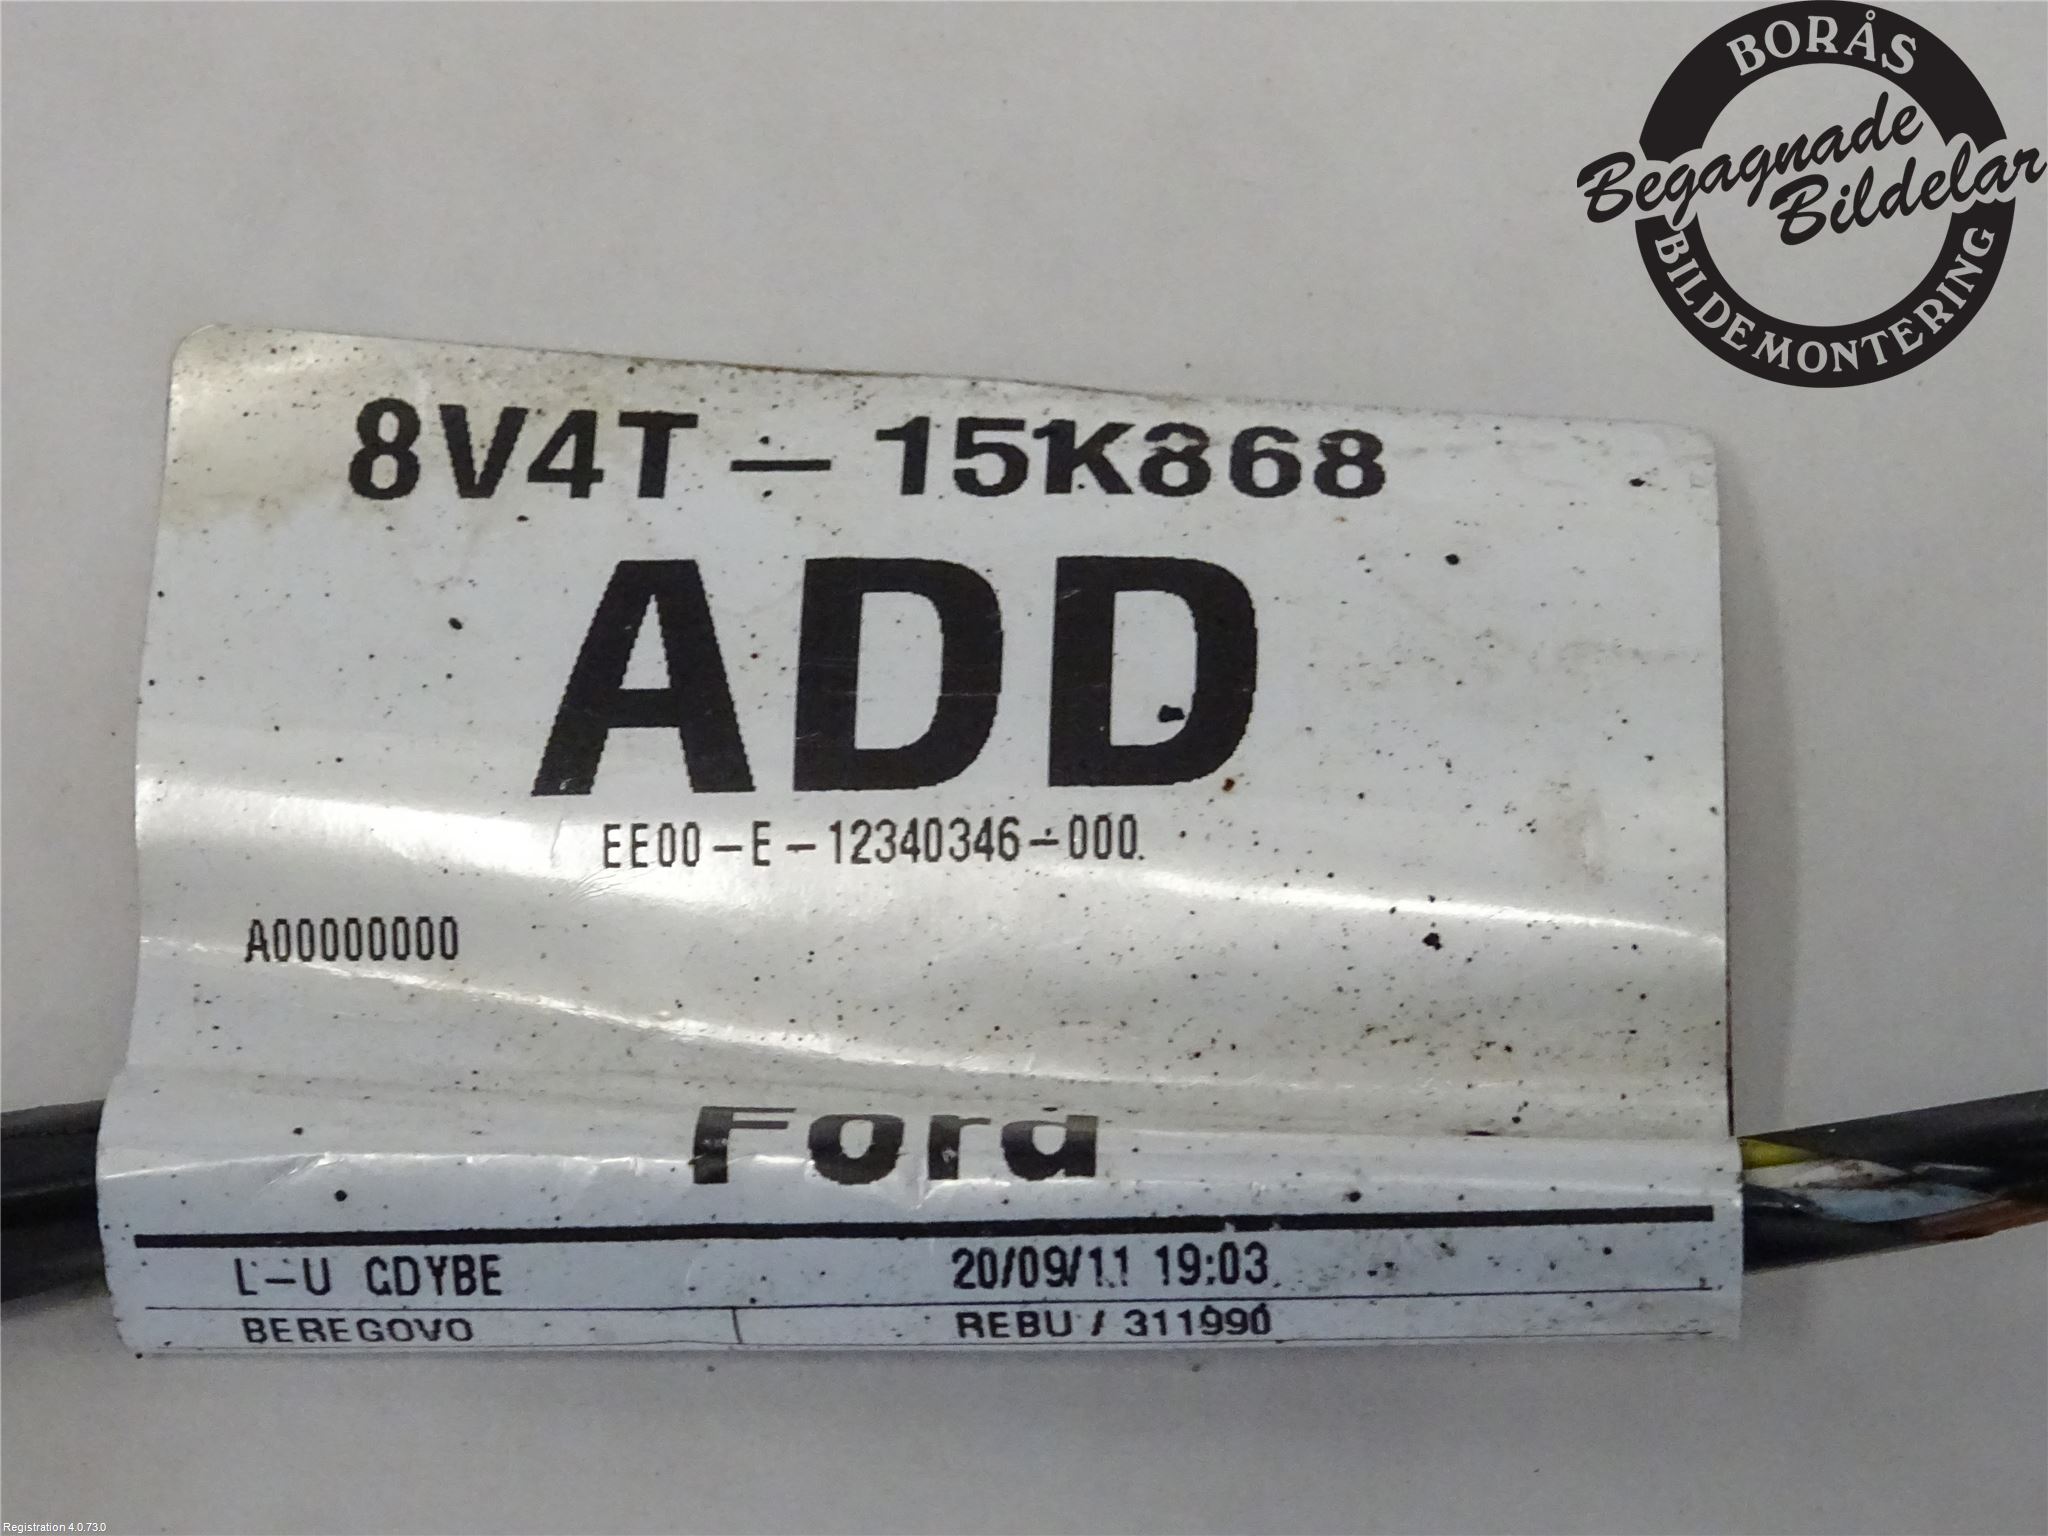 BORÅS
Begagnade
Bildelar
BILDEMONTERING
8V4T-15K868
ADD
EE00-E-12340346-000
A00000000
Ford
L-U GDYBE 20/09/11 19:03
BEREGOVO REBU / 311990
Registration 4.0.73.0